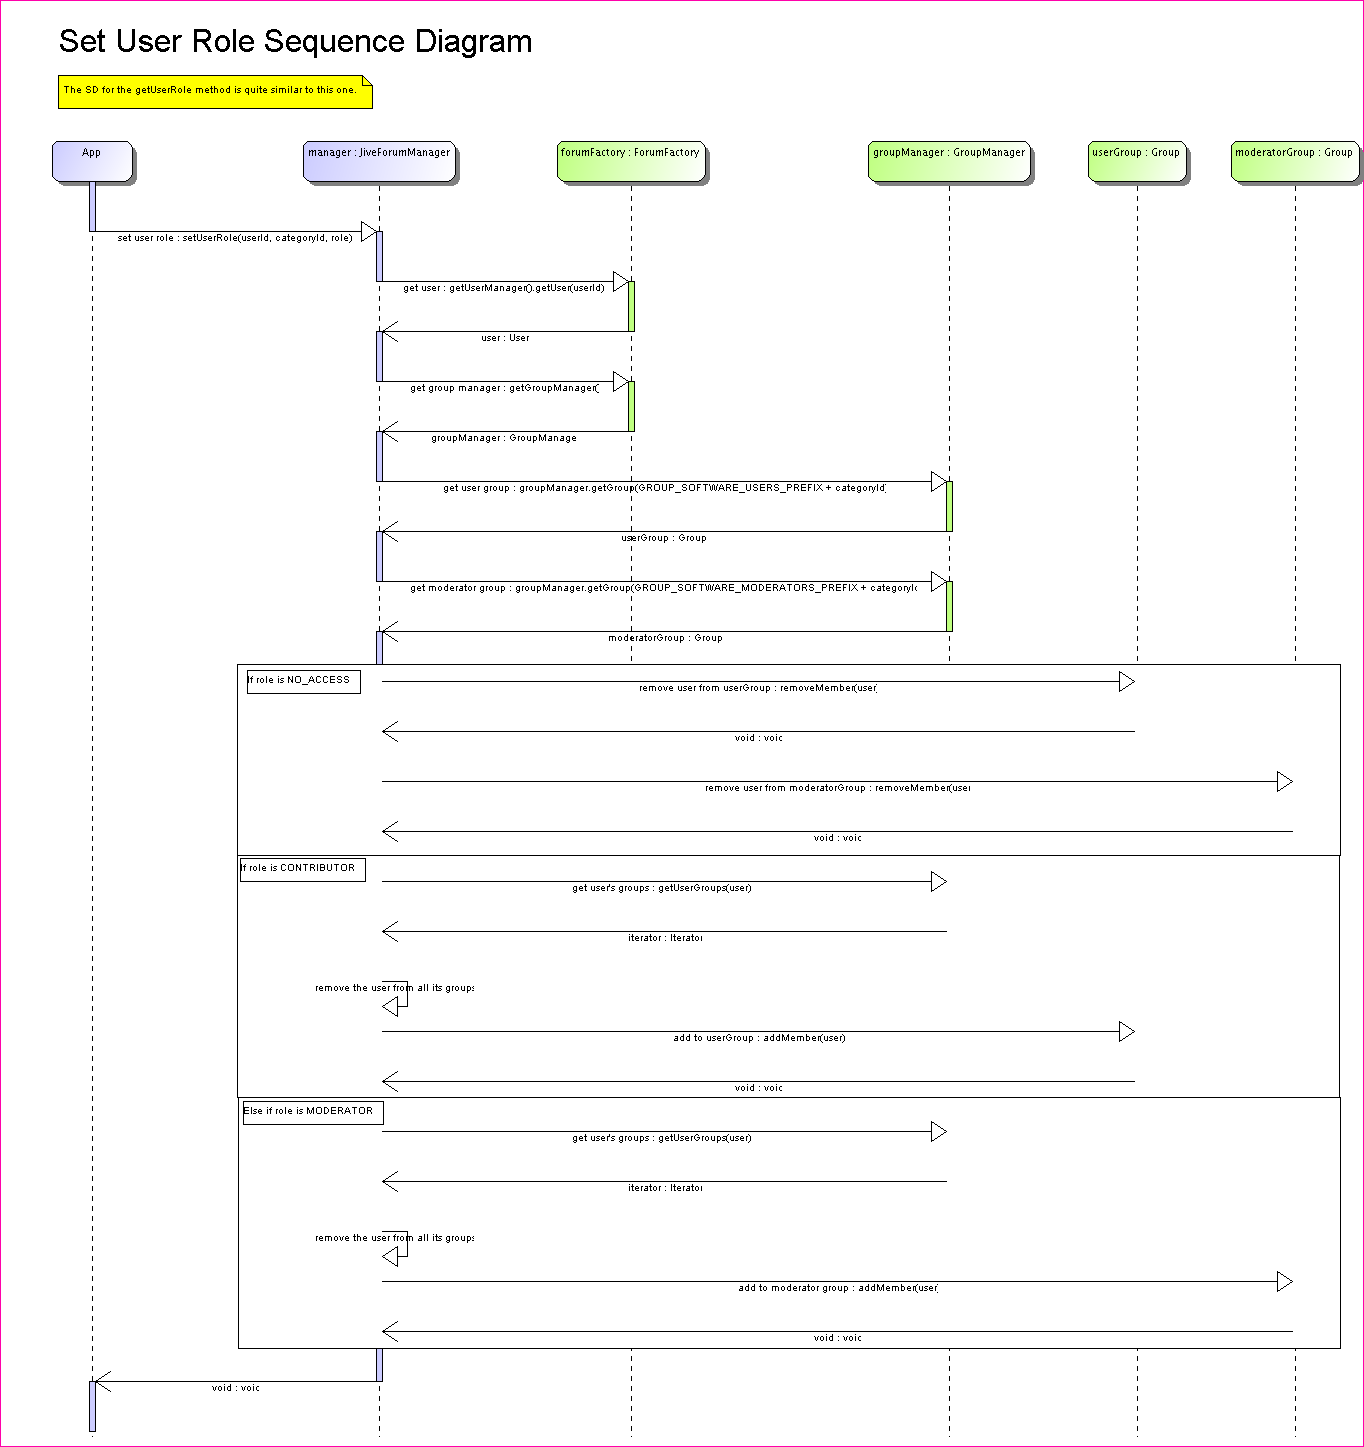 Set User Role Sequence Diagram
The SD for the getUserRole method is quite similar to this one.
App
manager : JiveForumManager
forumFactory : ForumFactory
groupManager : GroupManager
userGroup : Group
moderatorGroup : Group
set user role : setUserRole(userId, categoryId, role)
get user : getUserManager().getUser(userId)
user : User
get group manager : getGroupManager(
groupManager : GroupManage
get user group : groupManager.getGroup(GROUP_SOFTWARE_USERS_PREFIX + categoryId
userGroup : Group
get moderator group : groupManager.getGroup(GROUP_SOFTWARE_MODERATORS_PREFIX + categoryId
moderatorGroup : Group
If role is NO_ACCESS
remove user from userGroup : removeMember(user
void : void
remove user from moderatorGroup : removeMember(user
void : void
If role is CONTRIBUTOR
get user's groups : getUserGroups(user)
iterator : Iterator
remove the user from all its groups
add to userGroup : addMember(user)
void : void
Else if role is MODERATOR
get user's groups : getUserGroups(user)
iterator : Iterator
remove the user from all its groups
add to moderator group : addMember(user
void : void
void : void